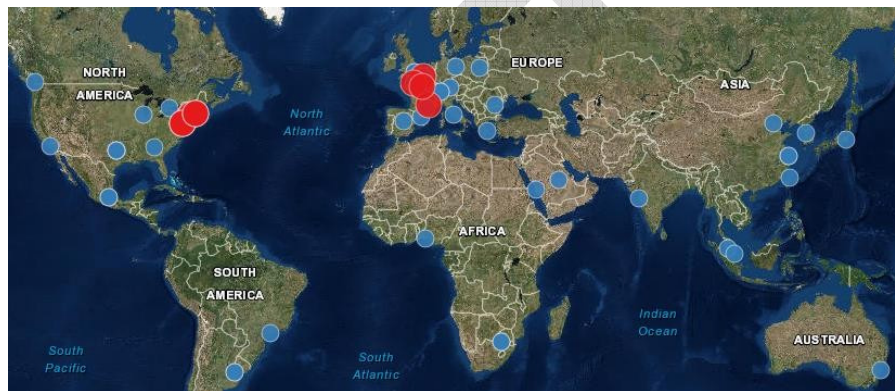 NORTH
AMERICA
EUROPE
ASIA
North
Atlantic
AFRICA
SOUTH
AMERICA
Indian
Ocean
AUSTRALIA
South
Pacific
South
Atlantic